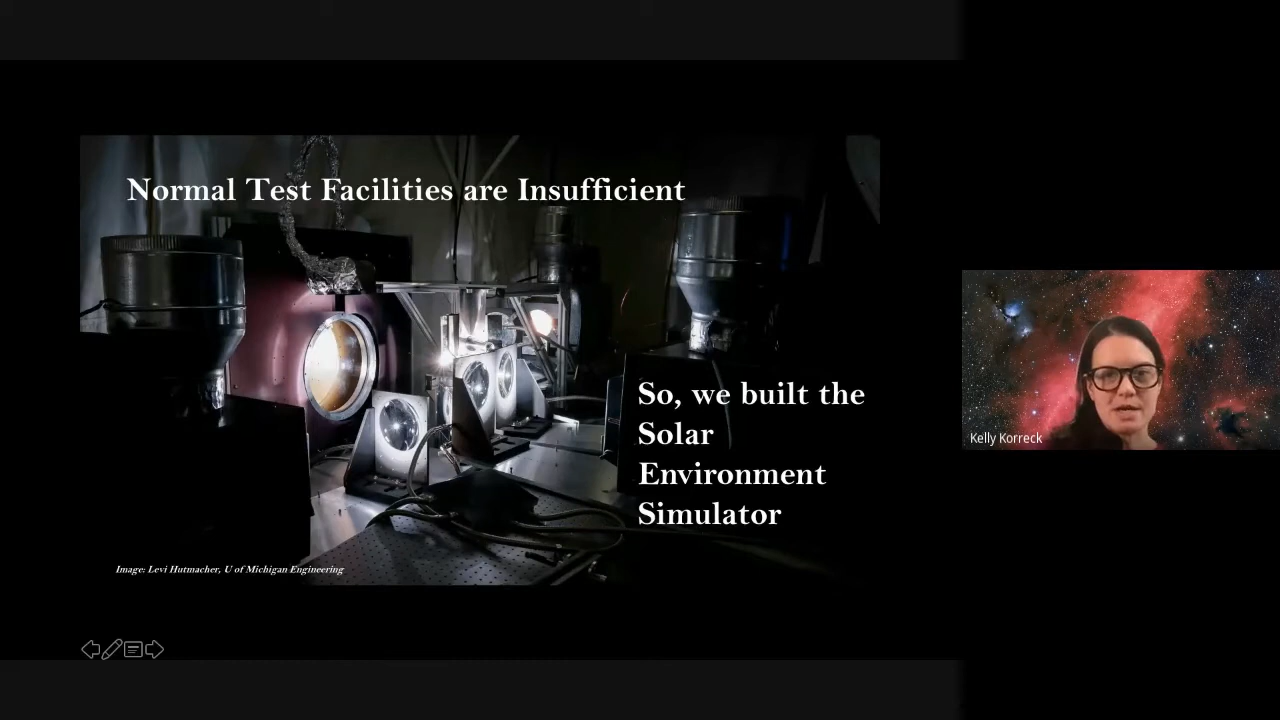 Normal Test Facilities are Insufficient
So, we built the
Solar
Environment
Simulator
Image: Levi Hutmacher, U of Michigan Engineering
Kelly Korreck